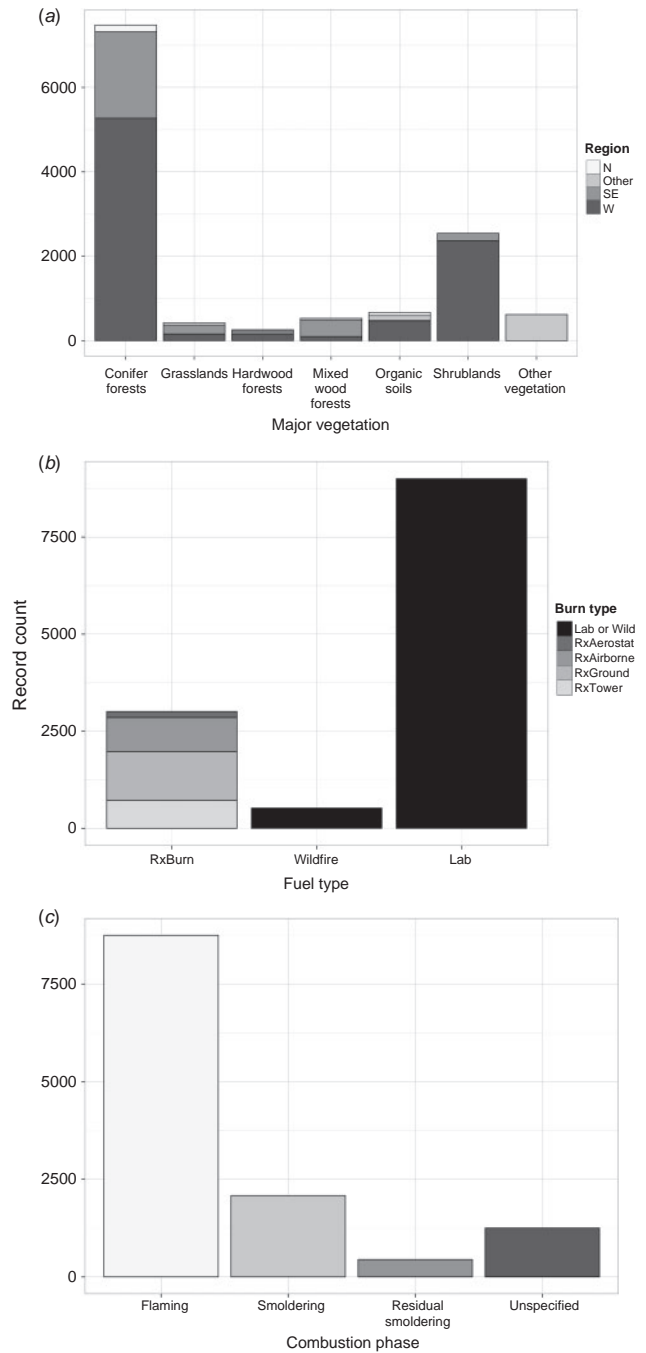 (a)
6000
4000
2000
0
Conifer forests
Grasslands
Hardwood forests
Mixed wood forests
Organic soils
Shrublands
Other vegetation
Major vegetation
Region
N
Other
SE
W
(b)
Record count
7500
5000
2500
0
RxBurn
Wildfire
Lab
Fuel type
Burn type
Lab or Wild
RxAerostat
RxAirborne
RxGround
RxTower
(c)
7500
5000
2500
0
Flaming
Smoldering
Residual smoldering
Unspecified
Combustion phase